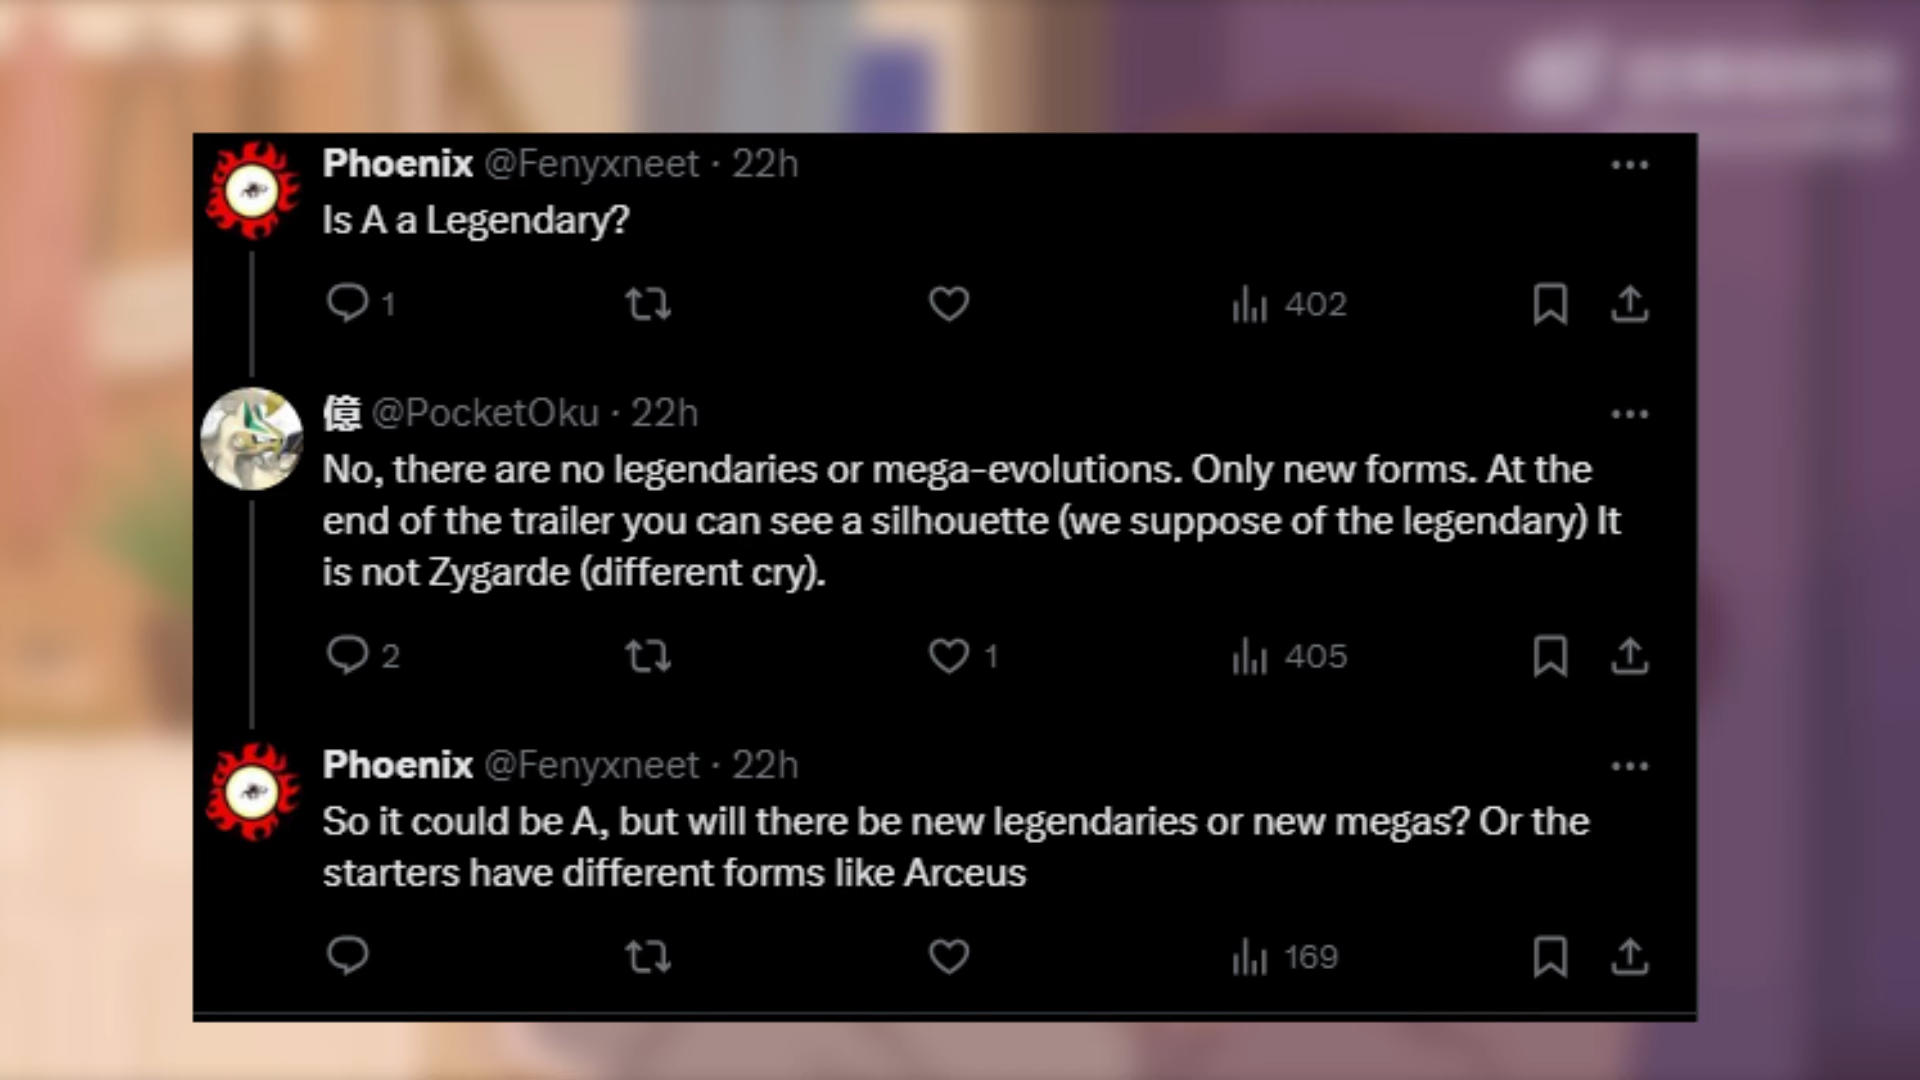 Phoenix @Fenyxneet · 22h
Is A a Legendary?
1 402
億 @PocketOku · 22h
No, there are no legendaries or mega-evolutions. Only new forms. At the
end of the trailer you can see a silhouette (we suppose of the legendary) It
is not Zygarde (different cry).
2 1 405
Phoenix @Fenyxneet · 22h
So it could be A, but will there be new legendaries or new megas? Or the
starters have different forms like Arceus
169